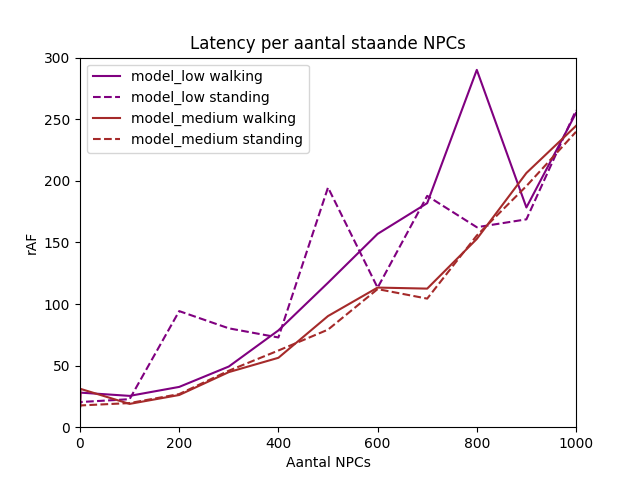 Latency per aantal staande NPCs
model_low walking
model_low standing
model_medium walking
model_medium standing
rAF
300
250
200
150
100
50
0
0 200 400 600 800 1000
Aantal NPCs